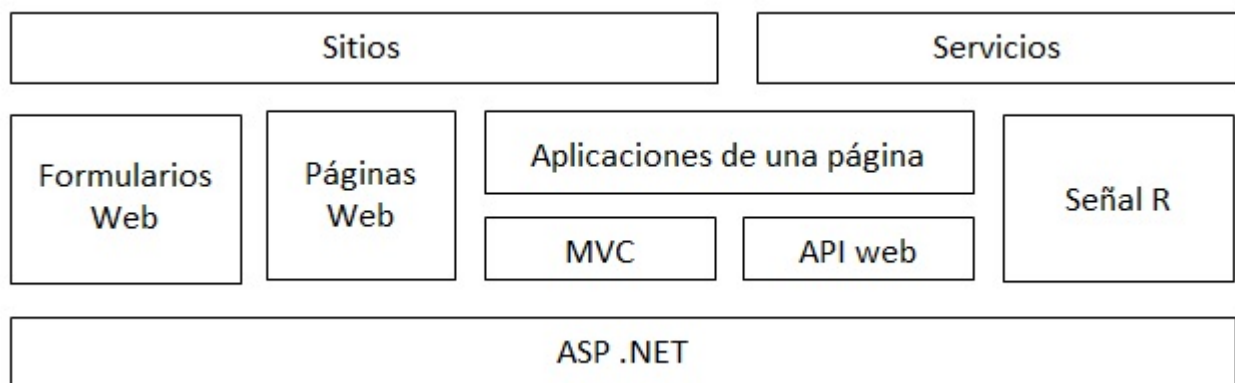 Sitios
Servicios
Formularios
Web
Páginas
Web
Aplicaciones de una página
MVC
API web
Señal R
ASP .NET